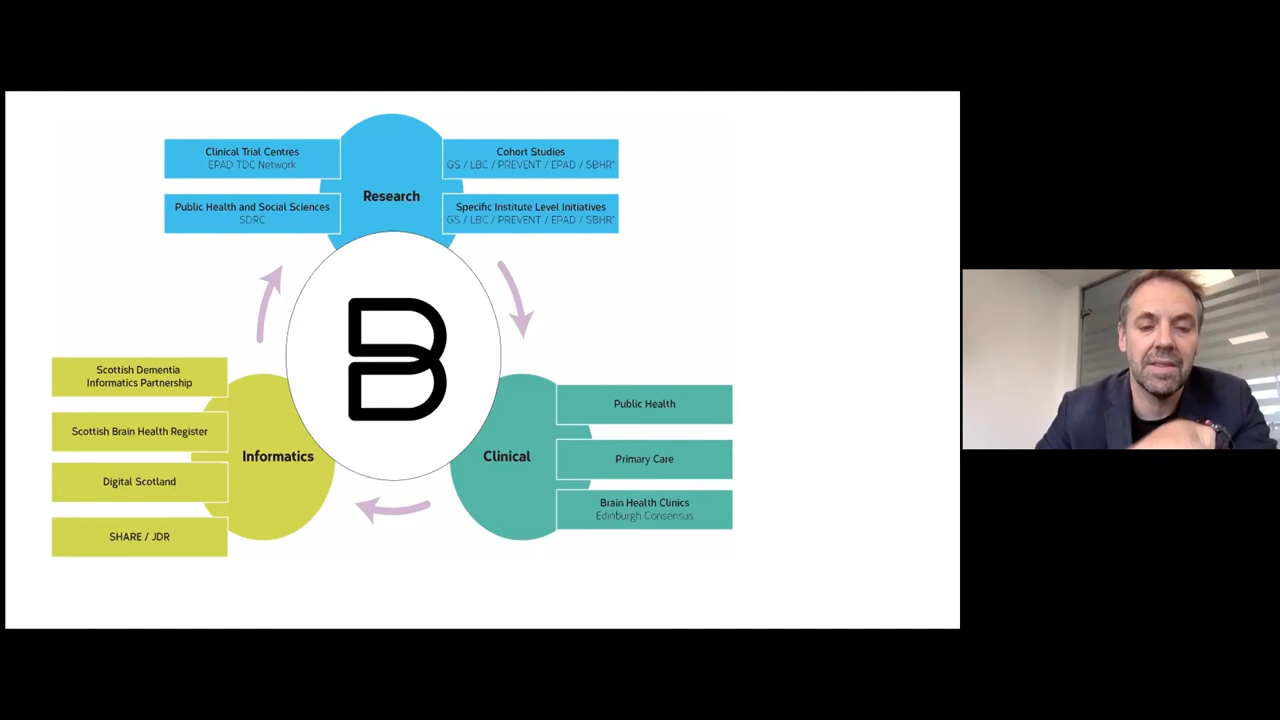 Clinical Trial Centres
EPAD TDC Network
Cohort Studies
GS / LBC / PREVENT / EPAD / SBHR*
Public Health and Social Sciences
SDRC
Research
Specific Institute Level Initiatives
GS / LBC / PREVENT / EPAD / SBHR*
B
Scottish Dementia
Informatics Partnership
Scottish Brain Health Register
Digital Scotland
SHARE / JDR
Informatics
Clinical
Public Health
Primary Care
Brain Health Clinics
Edinburgh Consensus